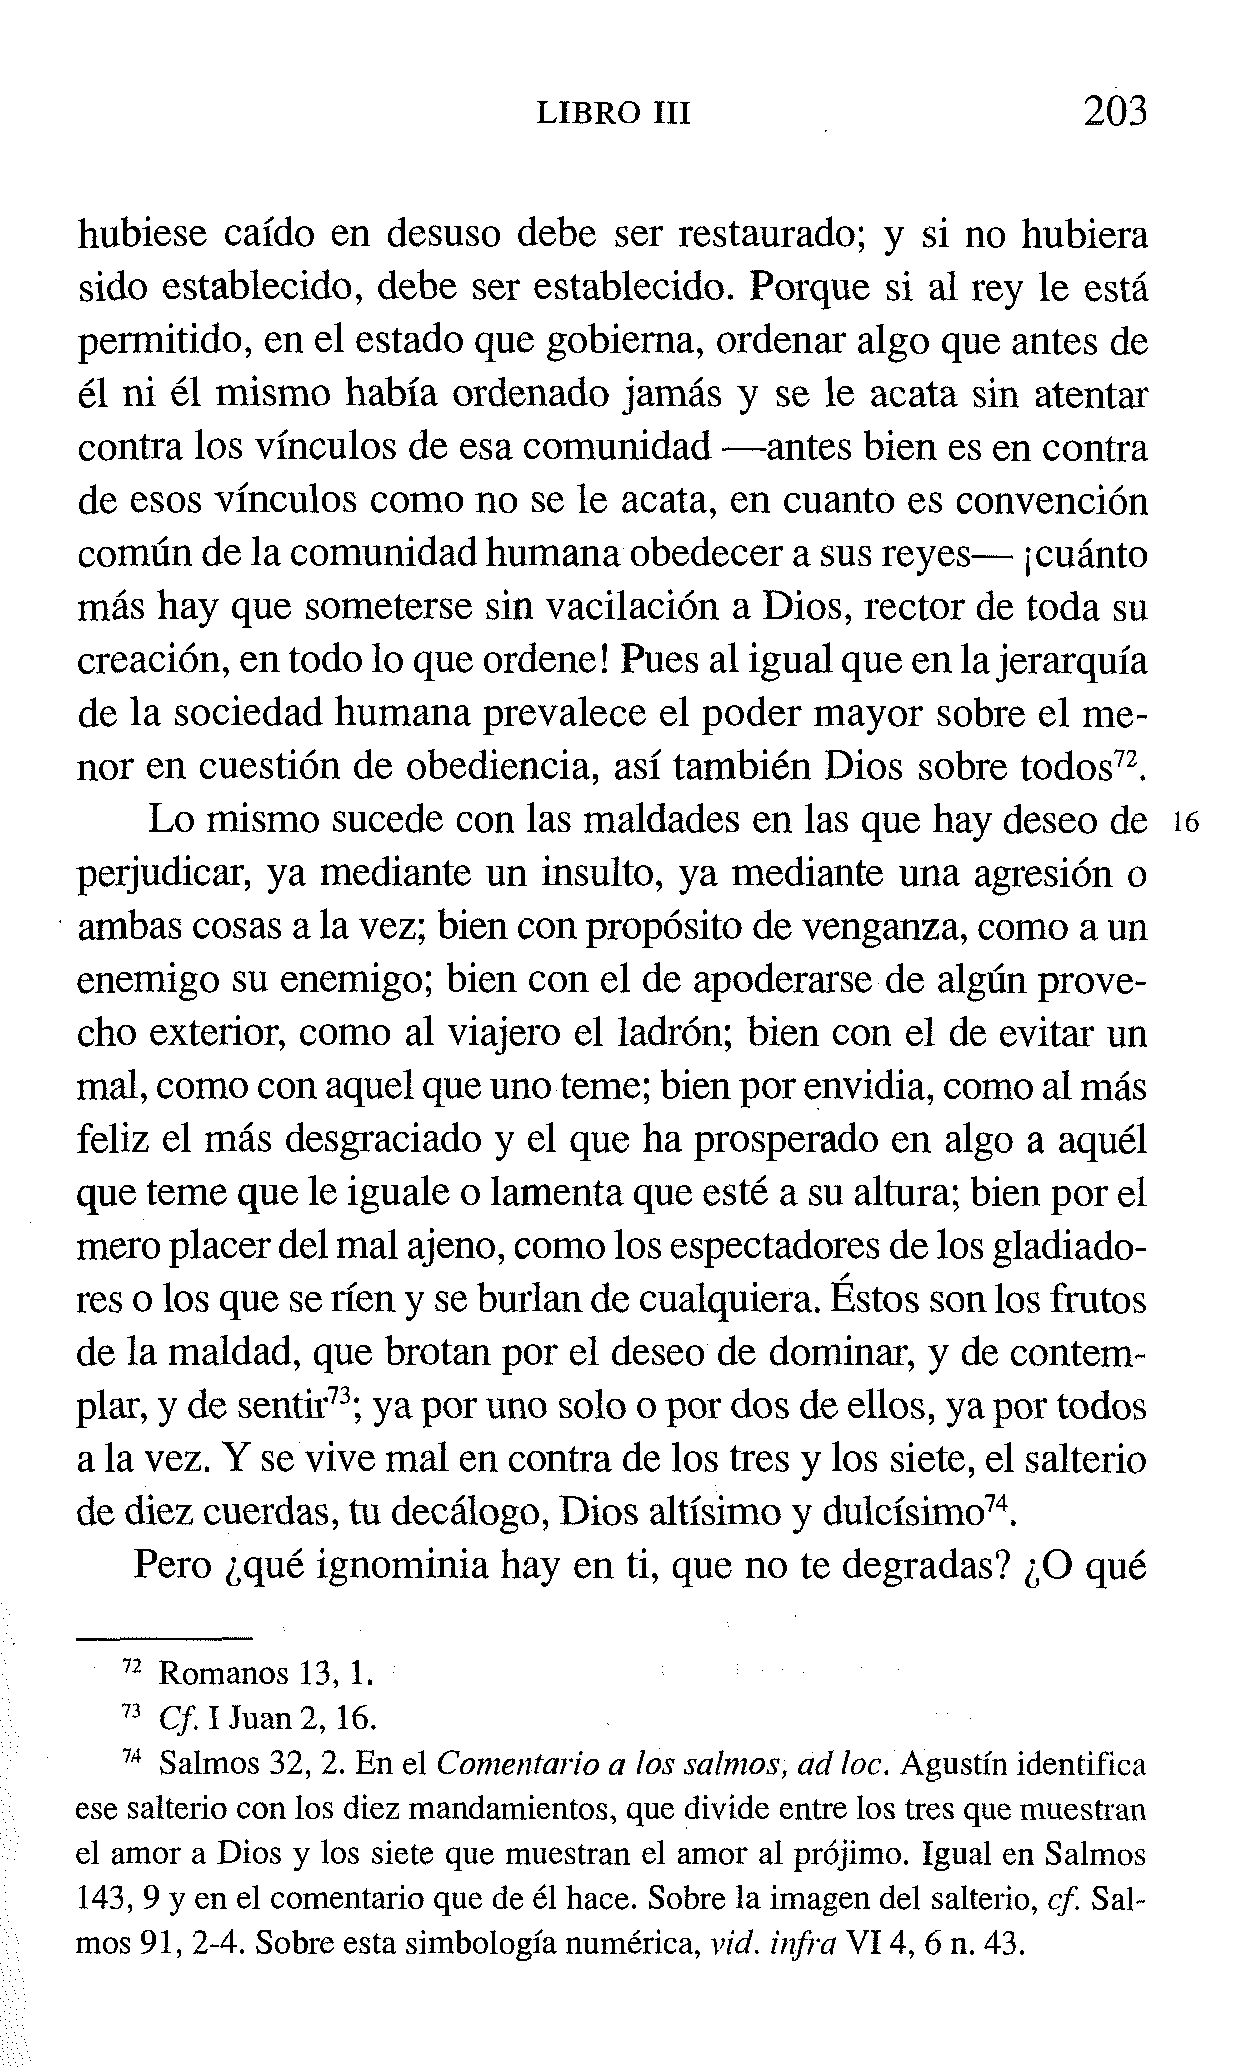 LIBRO III 203
hubiese caído en desuso debe ser restaurado; y si no hubiera
sido establecido, debe ser establecido. Porque si al rey le está
permitido, en el estado que gobierna, ordenar algo que antes de
él ni él mismo había ordenado jamás y se le acata sin atentar
contra los vínculos de esa comunidad —antes bien es en contra
de esos vínculos como no se le acata, en cuanto es convención
común de la comunidad humana obedecer a sus reyes— ¡cuánto
más hay que someterse sin vacilación a Dios, rector de toda su
creación, en todo lo que ordene! Pues al igual que en la jerarquía
de la sociedad humana prevalece el poder mayor sobre el me-
nor en cuestión de obediencia, así también Dios sobre todos⁷².
Lo mismo sucede con las maldades en las que hay deseo de 16
perjudicar, ya mediante un insulto, ya mediante una agresión o
ambas cosas a la vez; bien con propósito de venganza, como a un
enemigo su enemigo; bien con el de apoderarse de algún prove-
cho exterior, como al viajero el ladrón; bien con el de evitar un
mal, como con aquel que uno teme; bien por envidia, como al más
feliz el más desgraciado y el que ha prosperado en algo a aquél
que teme que le iguale o lamenta que esté a su altura; bien por el
mero placer del mal ajeno, como los espectadores de los gladiado-
res o los que se ríen y se burlan de cualquiera. Éstos son los frutos
de la maldad, que brotan por el deseo de dominar, y de contem-
plar, y de sentir⁷³; ya por uno solo o por dos de ellos, ya por todos
a la vez. Y se vive mal en contra de los tres y los siete, el salterio
de diez cuerdas, tu decálogo, Dios altísimo y dulcísimo⁷⁴.
Pero ¿qué ignominia hay en ti, que no te degradas? ¿O qué
⁷² Romanos 13, 1.
⁷³ Cf. I Juan 2, 16.
⁷⁴ Salmos 32, 2. En el Comentario a los salmos, ad loc. Agustín identifica
ese salterio con los diez mandamientos, que divide entre los tres que muestran
el amor a Dios y los siete que muestran el amor al prójimo. Igual en Salmos
143, 9 y en el comentario que de él hace. Sobre la imagen del salterio, cf. Sal-
mos 91, 2-4. Sobre esta simbología numérica, vid. infra VI 4, 6 n. 43.